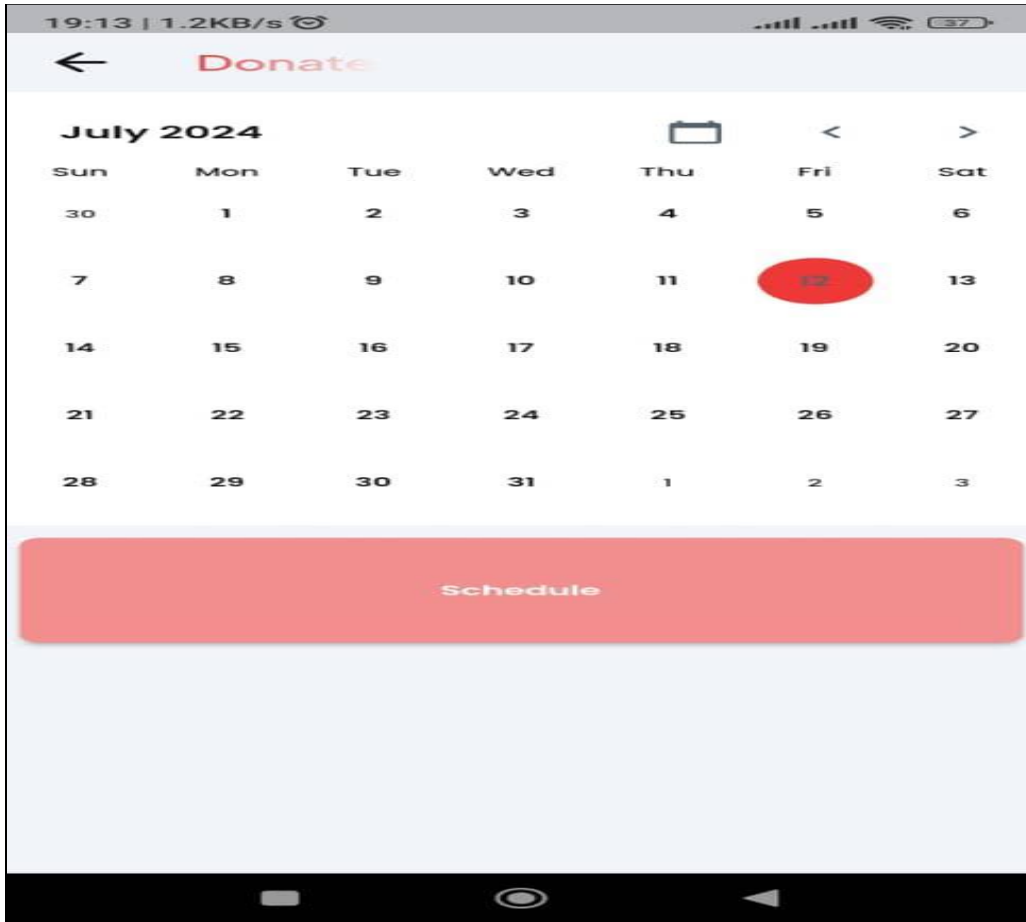 19:13 | 1.2KB/s 37
Donate
July 2024 < >
Sun Mon Tue Wed Thu Fri Sat
30 1 2 3 4 5 6
7 8 9 10 11 12 13
14 15 16 17 18 19 20
21 22 23 24 25 26 27
28 29 30 31 1 2 3
Schedule